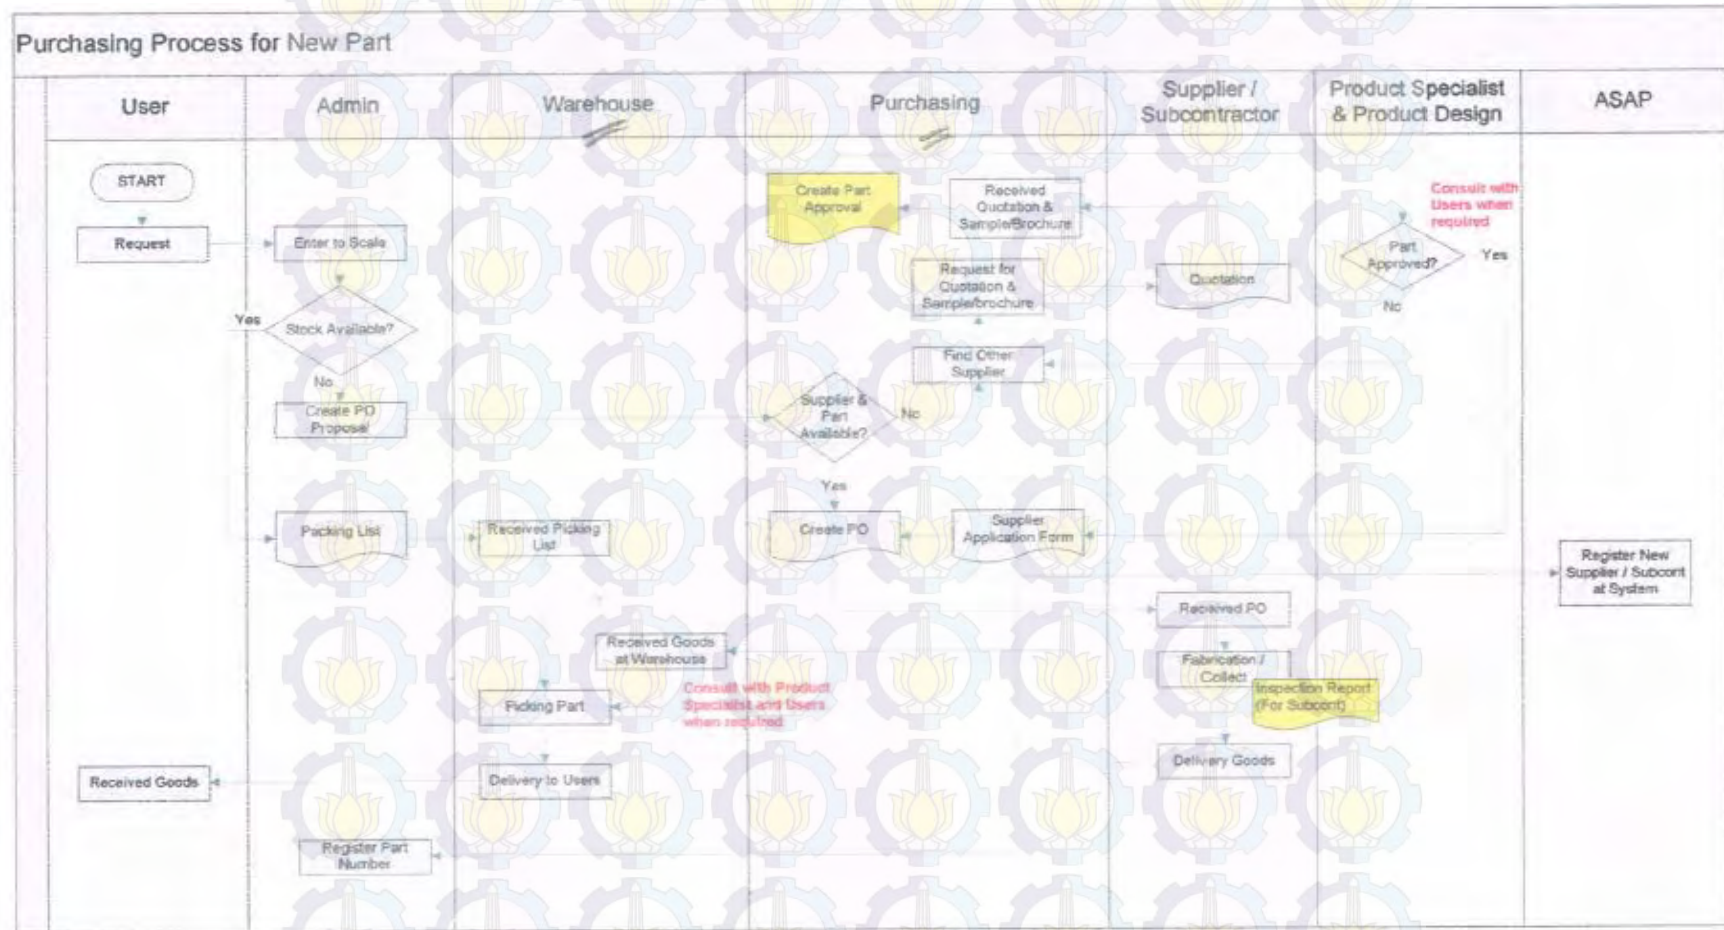 Purchasing Process for New Part
User
Admin
Warehouse
Purchasing
Supplier /
Subcontractor
Product Specialist
& Product Design
ASAP
START
Request
Enter to Scale
Stock Available?
Yes
No
Create PO
Proposal
Packing List
Received Picking
List
Received Goods
at Warehouse
Picking Part
Consult with Product
Specialist and Users
when required
Delivery to Users
Received Goods
Register Part
Number
Create Part
Approval
Received
Quotation &
Sample/Brochure
Request for
Quotation &
Sample/brochure
Find Other
Supplier
Supplier &
Part
Available?
No
Yes
Create PO
Supplier
Application Form
Quotation
Received PO
Fabrication /
Collect
Inspection Report
(For Subcont)
Delivery Goods
Consult with
Users when
required
Part
Approved?
Yes
No
Register New
Supplier / Subcont
at System